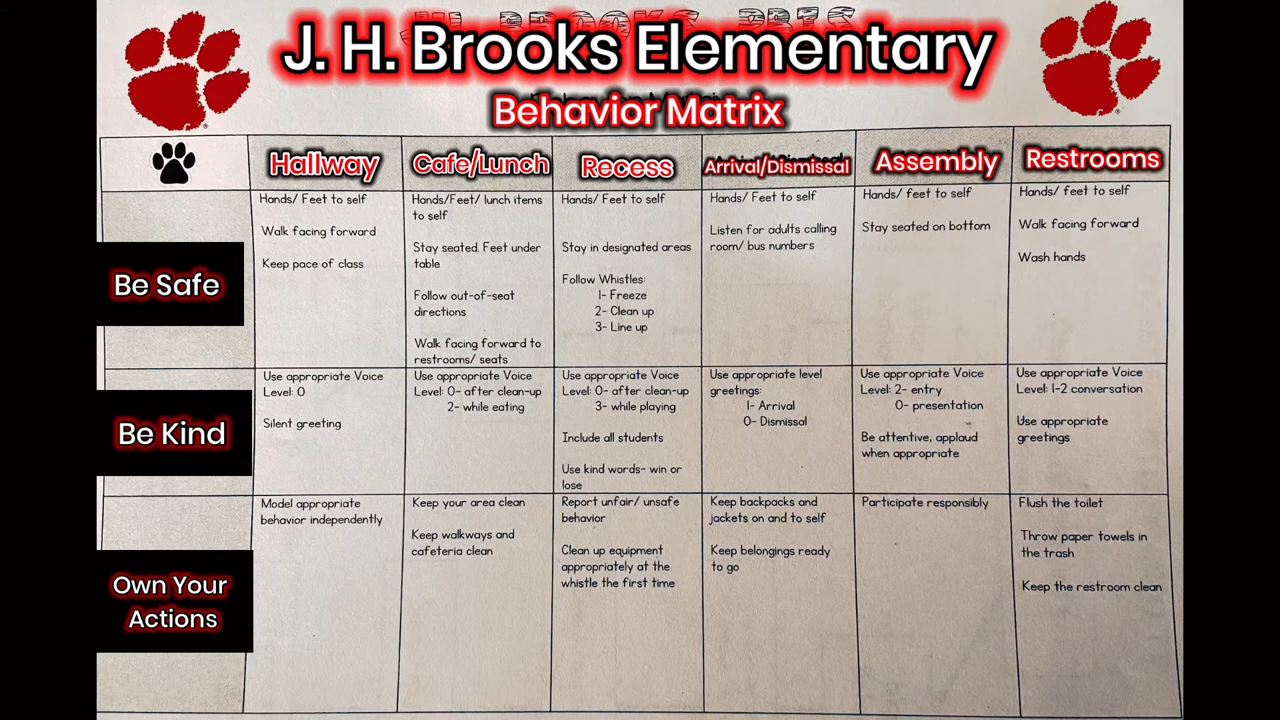 J. H. Brooks Elementary
Behavior Matrix
Hallway
Cafe/Lunch
Recess
Arrival/Dismissal
Assembly
Restrooms
Be Safe
Hands/ Feet to self
Walk facing forward
Keep pace of class
Hands/Feet/ lunch items
to self
Stay seated. Feet under
table
Follow out-of-seat
directions
Walk facing forward to
restrooms/ seats
Hands/ Feet to self
Stay in designated areas
Follow Whistles:
1- Freeze
2- Clean up
3- Line up
Hands/ Feet to self
Listen for adults calling
room/ bus numbers
Hands/ feet to self
Stay seated on bottom
Hands/ feet to self
Walk facing forward
Wash hands
Be Kind
Use appropriate Voice
Level: 0
Silent greeting
Use appropriate Voice
Level: 0- after clean-up
2- while eating
Use appropriate Voice
Level: 0- after clean-up
3- while playing
Include all students
Use kind words- win or
lose
Use appropriate level
greetings:
1- Arrival
0- Dismissal
Use appropriate Voice
Level: 2- entry
0- presentation
Be attentive, applaud
when appropriate
Use appropriate Voice
Level: 1-2 conversation
Use appropriate
greetings
Own Your
Actions
Model appropriate
behavior independently
Keep your area clean
Keep walkways and
cafeteria clean
Report unfair/ unsafe
behavior
Clean up equipment
appropriately at the
whistle the first time
Keep backpacks and
jackets on and to self
Keep belongings ready
to go
Participate responsibly
Flush the toilet
Throw paper towels in
the trash
Keep the restroom clean